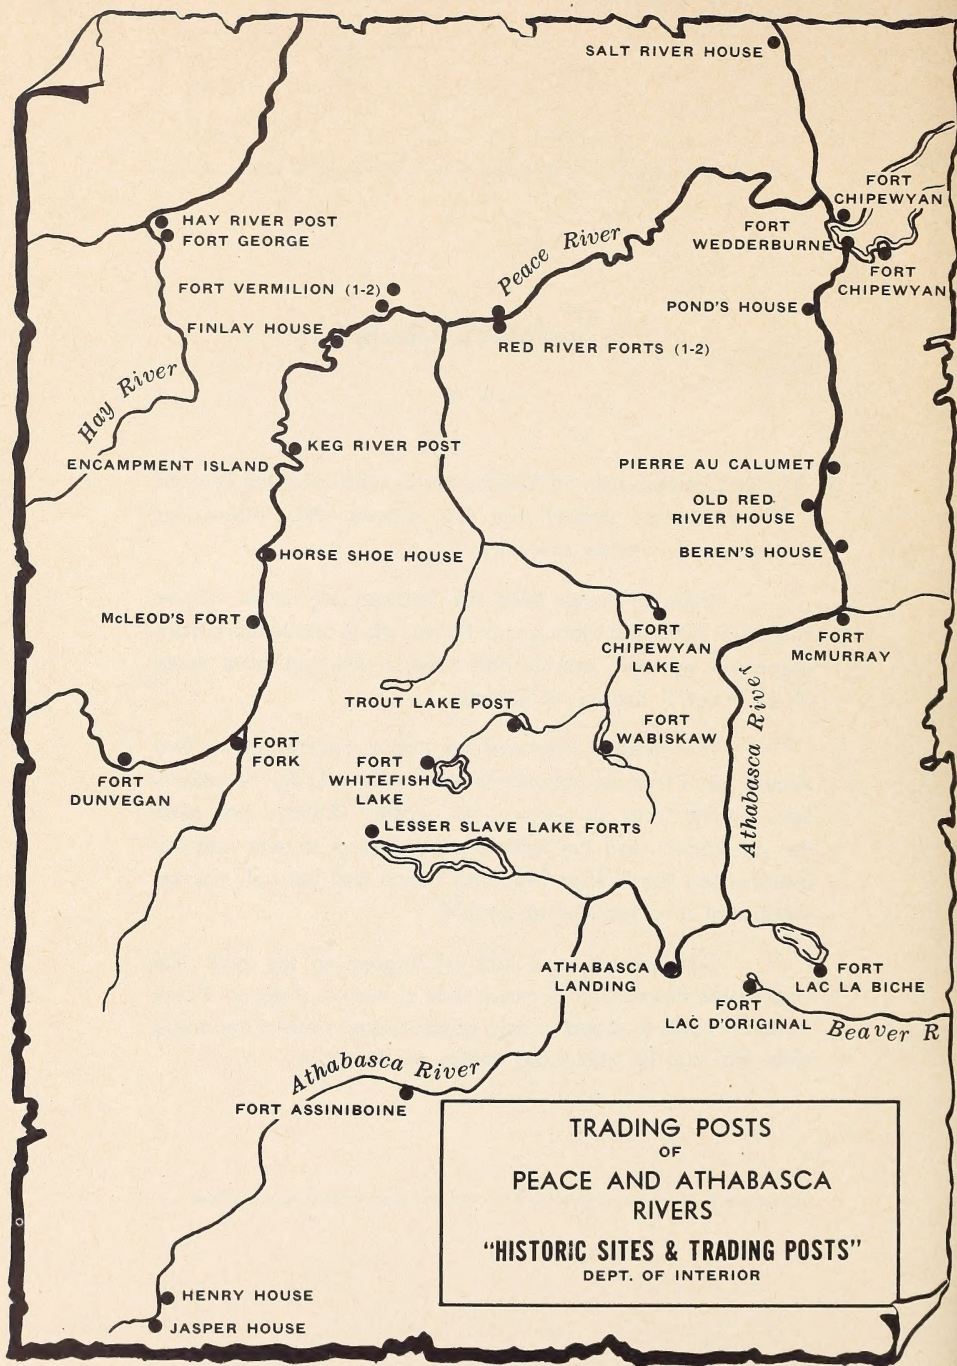 SALT RIVER HOUSE
FORT
CHIPEWYAN
HAY RIVER POST
FORT GEORGE
FORT
WEDDERBURNE
Peace River
FORT
CHIPEWYAN
FORT VERMILION (1-2)
POND'S HOUSE
FINLAY HOUSE
RED RIVER FORTS (1-2)
Hay River
KEG RIVER POST
ENCAMPMENT ISLAND
PIERRE AU CALUMET
OLD RED
RIVER HOUSE
HORSE SHOE HOUSE
BEREN'S HOUSE
McLEOD'S FORT
FORT
CHIPEWYAN
LAKE
FORT
McMURRAY
TROUT LAKE POST
FORT
WABISKAW
Athabasca River
FORT
FORK
FORT
WHITEFISH
LAKE
FORT
DUNVEGAN
LESSER SLAVE LAKE FORTS
ATHABASCA
LANDING
FORT
LAC LA BICHE
FORT
LAC D'ORIGINAL
Beaver R
Athabasca River
FORT ASSINIBOINE
TRADING POSTS
OF
PEACE AND ATHABASCA
RIVERS
"HISTORIC SITES & TRADING POSTS"
DEPT. OF INTERIOR
HENRY HOUSE
JASPER HOUSE